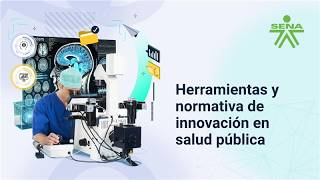 SENA
Herramientas y
normativa de
innovación en
salud pública